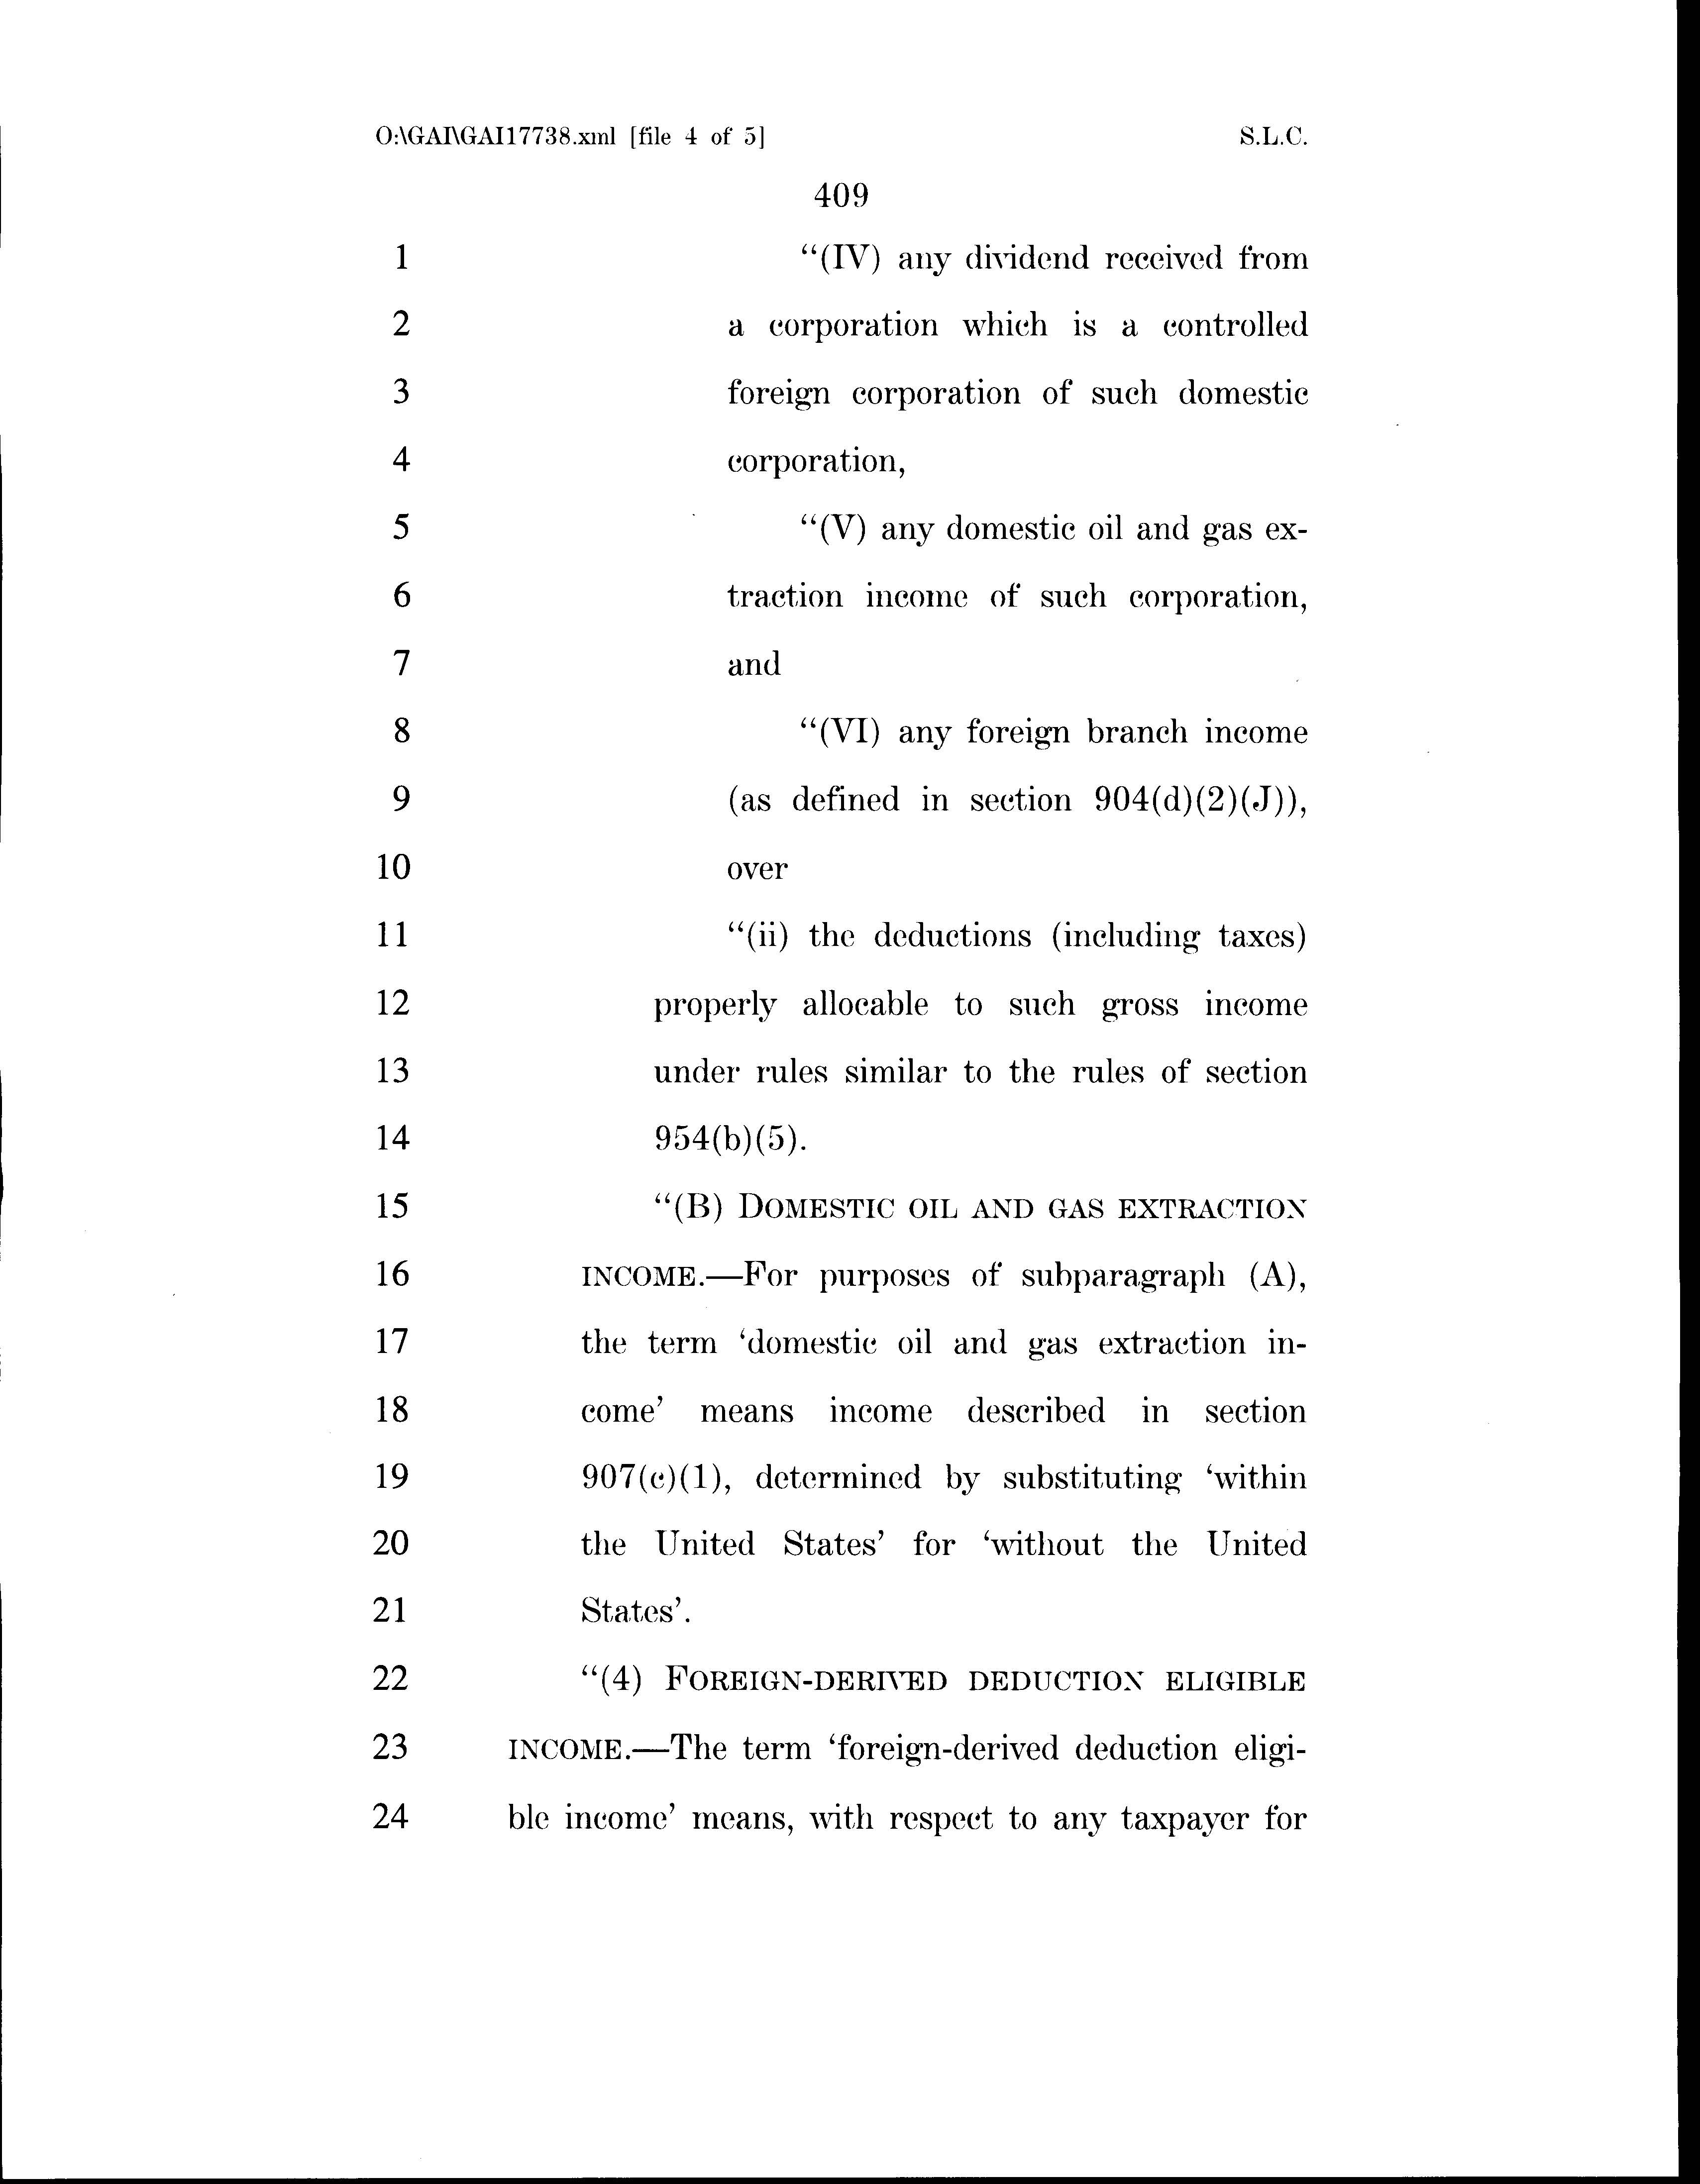 O:\GAI\GAI17738.xml [file 4 of 5] S.L.C.
409
1 “(IV) any dividend received from
2 a corporation which is a controlled
3 foreign corporation of such domestic
4 corporation,
5 “(V) any domestic oil and gas ex-
6 traction income of such corporation,
7 and
8 “(VI) any foreign branch income
9 (as defined in section 904(d)(2)(J)),
10 over
11 “(ii) the deductions (including taxes)
12 properly allocable to such gross income
13 under rules similar to the rules of section
14 954(b)(5).
15 “(B) DOMESTIC OIL AND GAS EXTRACTION
16 INCOME.—For purposes of subparagraph (A),
17 the term ‘domestic oil and gas extraction in-
18 come’ means income described in section
19 907(c)(1), determined by substituting ‘within
20 the United States’ for ‘without the United
21 States’.
22 “(4) FOREIGN-DERIVED DEDUCTION ELIGIBLE
23 INCOME.—The term ‘foreign-derived deduction eligi-
24 ble income’ means, with respect to any taxpayer for